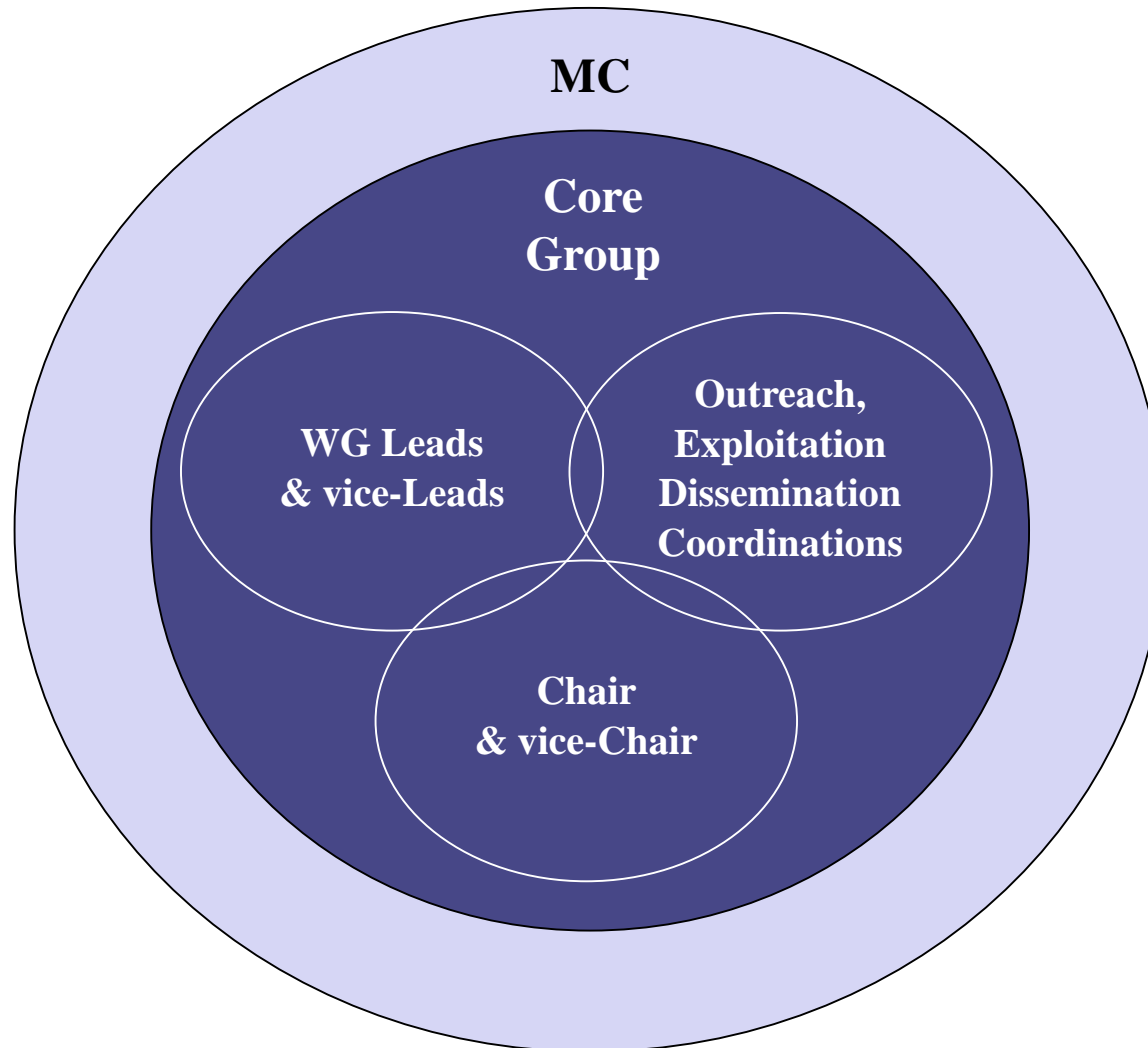 MC
Core
Group
WG Leads
& vice-Leads
Outreach,
Exploitation
Dissemination
Coordinations
Chair
& vice-Chair